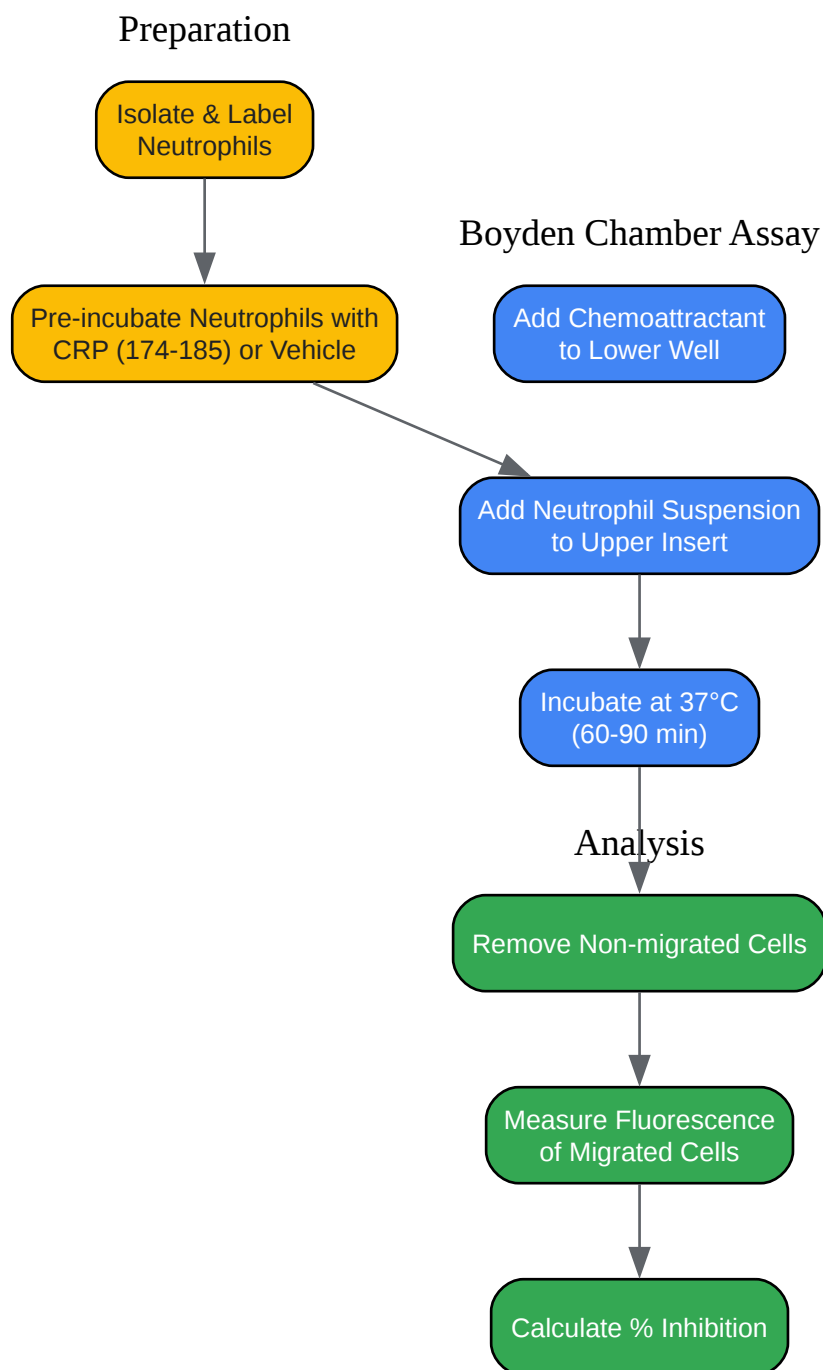 Preparation
Isolate & Label
Neutrophils
Boyden Chamber Assay
Pre-incubate Neutrophils with
CRP (174-185) or Vehicle
Add Chemoattractant
to Lower Well
Add Neutrophil Suspension
to Upper Insert
Incubate at 37°C
(60-90 min)
Analysis
Remove Non-migrated Cells
Measure Fluorescence
of Migrated Cells
Calculate % Inhibition